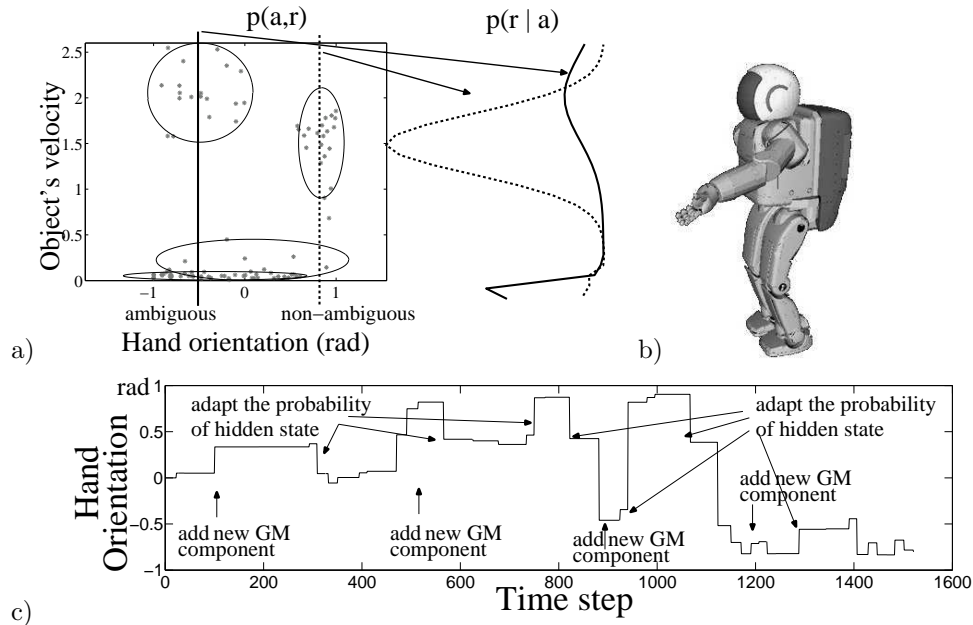 p(a,r)
p(r | a)
Object's velocity
2.5
2
1.5
1
0.5
0
−1
0
1
ambiguous
non−ambiguous
Hand orientation (rad)
a)
b)
rad
Hand
Orientation
1
0.5
0
−0.5
−1
adapt the probability
of hidden state
adapt the probability
of hidden state
add new GM
component
add new GM
component
add new GM
component
add new GM
component
0
200
400
600
800
1000
1200
1400
1600
Time step
c)